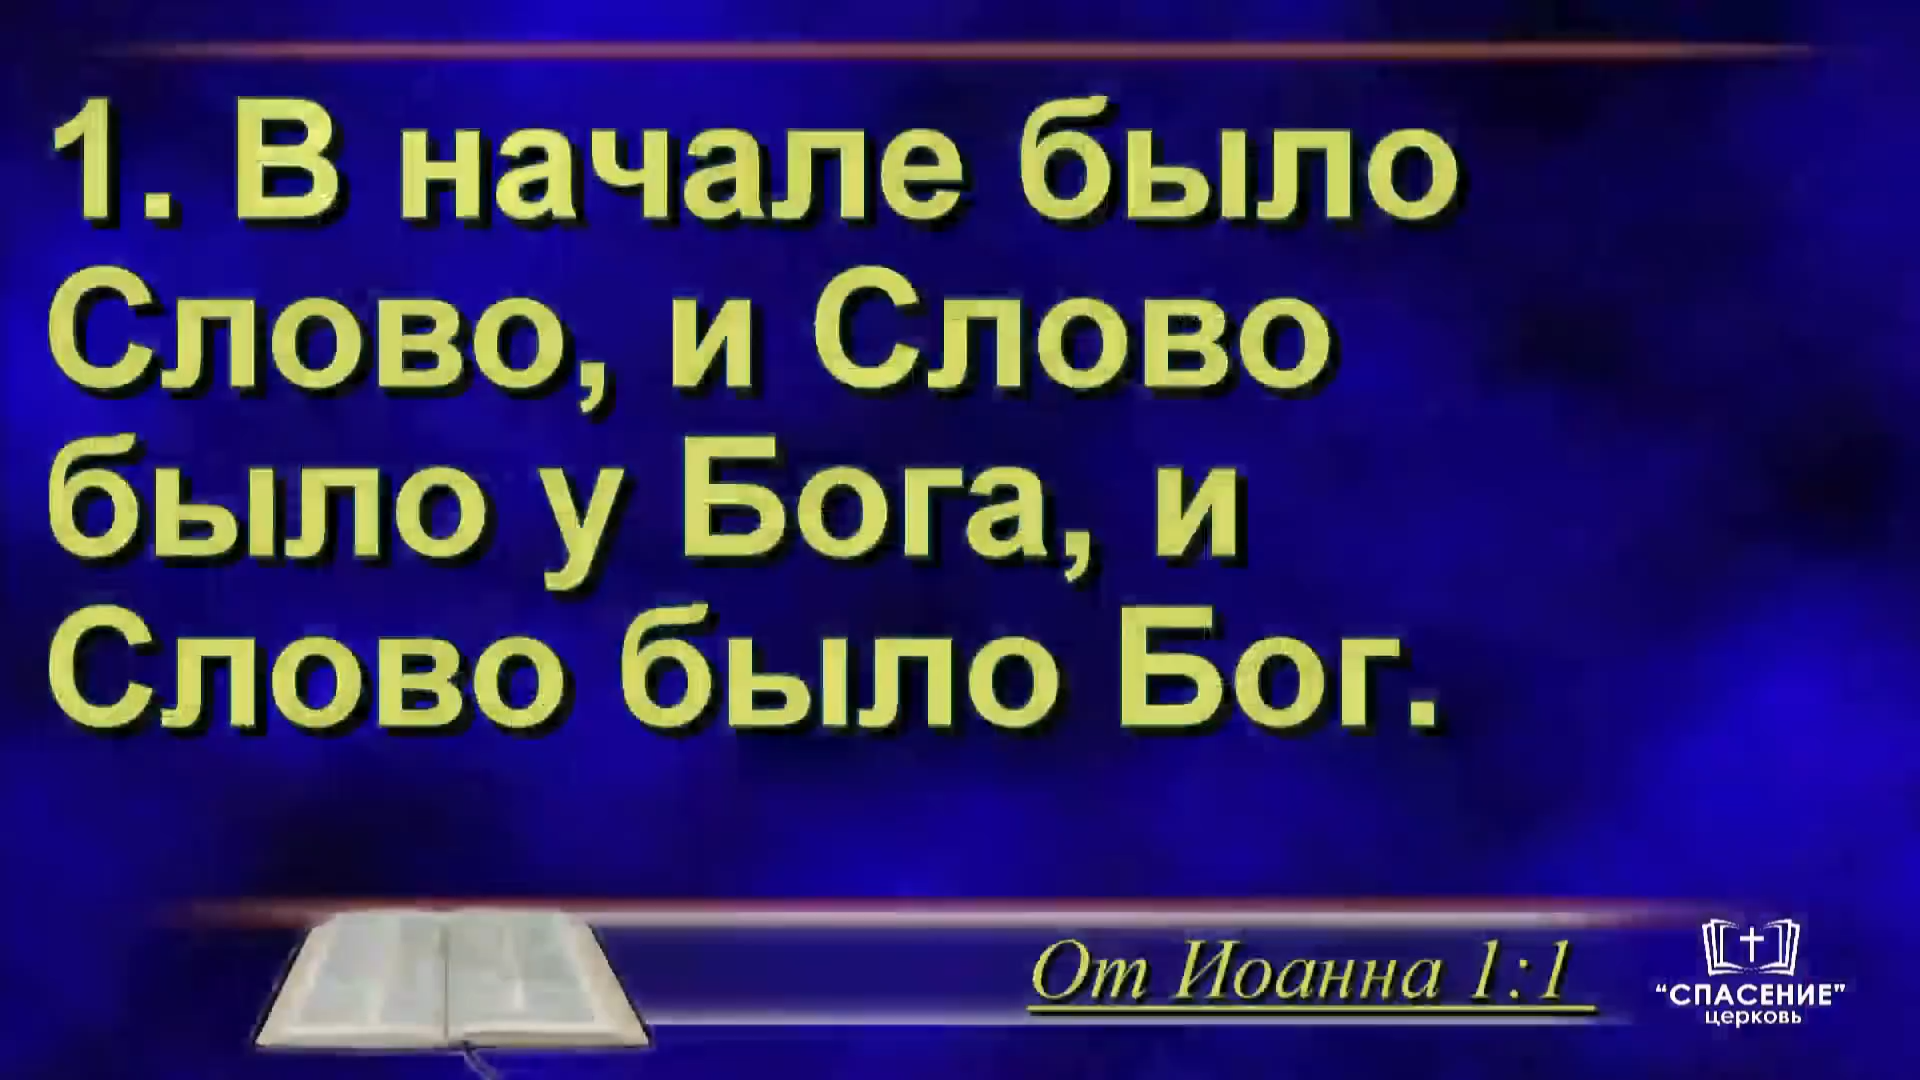 1. В начале было
Слово, и Слово
было у Бога, и
Слово было Бог.
От Иоанна 1:1
“СПАСЕНИЕ”
церковь